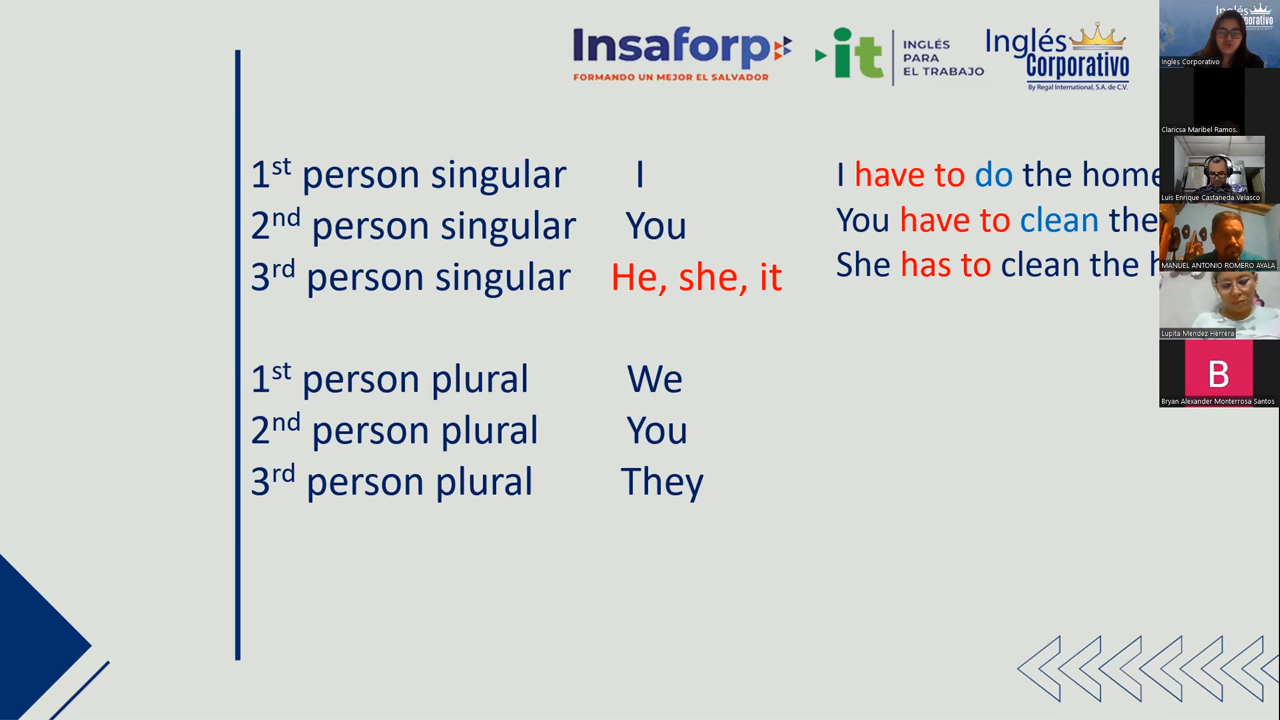 Insaforp
FORMANDO UN MEJOR EL SALVADOR
it
INGLÉS
PARA
EL TRABAJO
Inglés
Corporativo
By Regal International, S.A. de C.V.
1st person singular I
2nd person singular You
3rd person singular He, she, it
1st person plural We
2nd person plural You
3rd person plural They
I have to do the home
You have to clean the
She has to clean the h
Ingles Corporativo
Claricsa Maribel Ramos.
Luis Enrique Castaneda Velasco
MANUEL ANTONIO ROMERO AYALA
Lupita Mendez Herrera
B
Bryan Alexander Monterrosa Santos